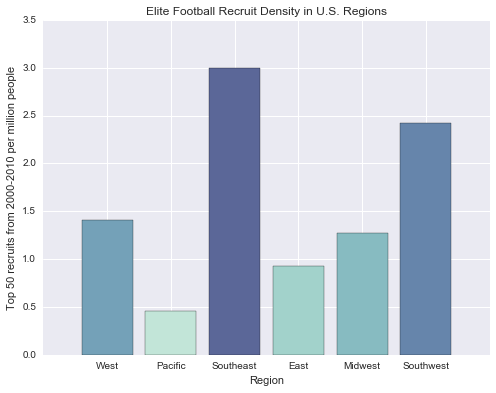 Elite Football Recruit Density in U.S. Regions
Top 50 recruits from 2000-2010 per million people
3.5
3.0
2.5
2.0
1.5
1.0
0.5
0.0
West Pacific Southeast East Midwest Southwest
Region